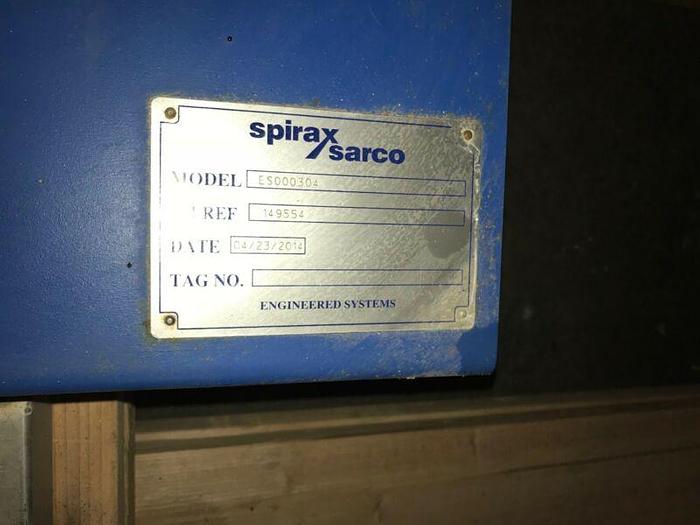 spirax
sarco
MODEL ES000304
REF 149554
DATE 04/23/2014
TAG NO.
ENGINEERED SYSTEMS